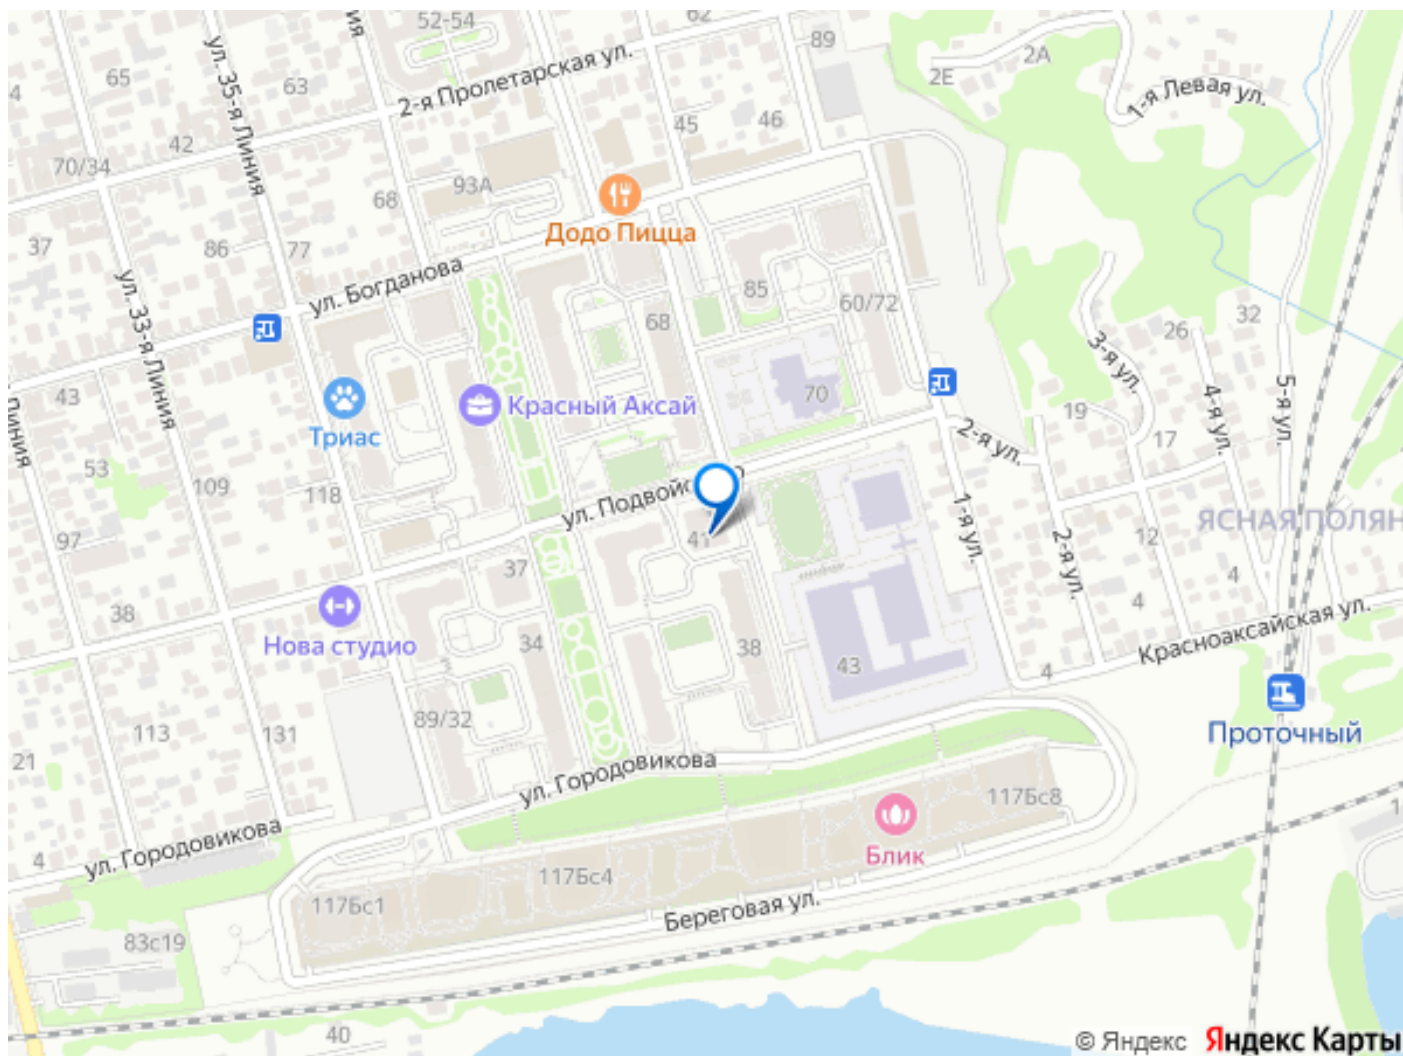 52-54
62
89
2Е
2А
1-я Левая ул.
65
63
4
ул. 35-я Линия
2-я Пролетарская ул.
42
45
46
70/34
93А
68
37
86
77
Додо Пицца
ул. Богданова
85
60/72
68
ул. 33-я Линия
26
32
3-я ул.
4-я ул.
5-я ул.
43
Линия
Триас
Красный Аксай
70
19
17
2-я ул.
53
109
118
ул. Подвойс
1-я ул.
ЯСНАЯ ПОЛЯН
97
41
12
2-я ул.
37
4
4
38
Нова студио
34
38
43
Красноаксайская ул.
4
89/32
113
131
21
Проточный
ул. Городовикова
ул. Городовикова
4
117Бс8
Блик
117Бс4
117Бс1
Береговая ул.
83с19
40
© Яндекс Яндекс Карты